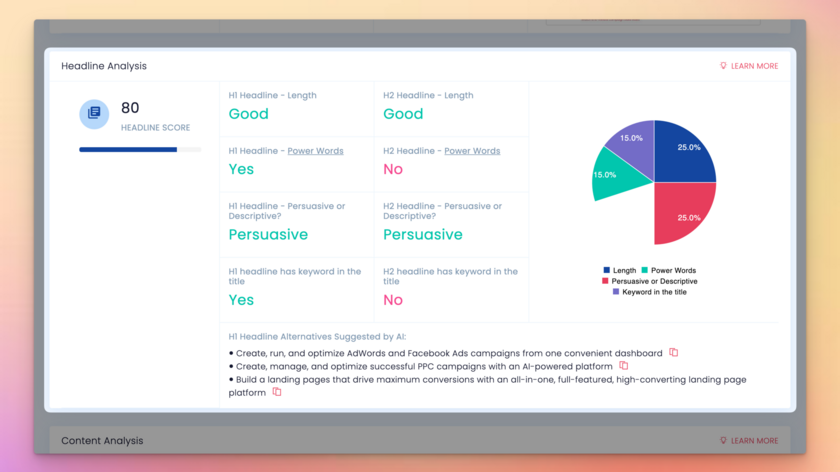 Headline Analysis
LEARN MORE
80
HEADLINE SCORE
H1 Headline - Length
Good
H2 Headline - Length
Good
H1 Headline - Power Words
Yes
H2 Headline - Power Words
No
H1 Headline - Persuasive or
Descriptive?
Persuasive
H2 Headline - Persuasive or
Descriptive?
Persuasive
H1 headline has keyword in the
title
Yes
H2 headline has keyword in the
title
No
15.0%
25.0%
15.0%
25.0%
Length
Power Words
Persuasive or Descriptive
Keyword in the title
H1 Headline Alternatives Suggested by AI:
• Create, run, and optimize AdWords and Facebook Ads campaigns from one convenient dashboard
• Create, manage, and optimize successful PPC campaigns with an AI-powered platform
• Build a landing pages that drive maximum conversions with an all-in-one, full-featured, high-converting landing page
platform
Content Analysis
LEARN MORE